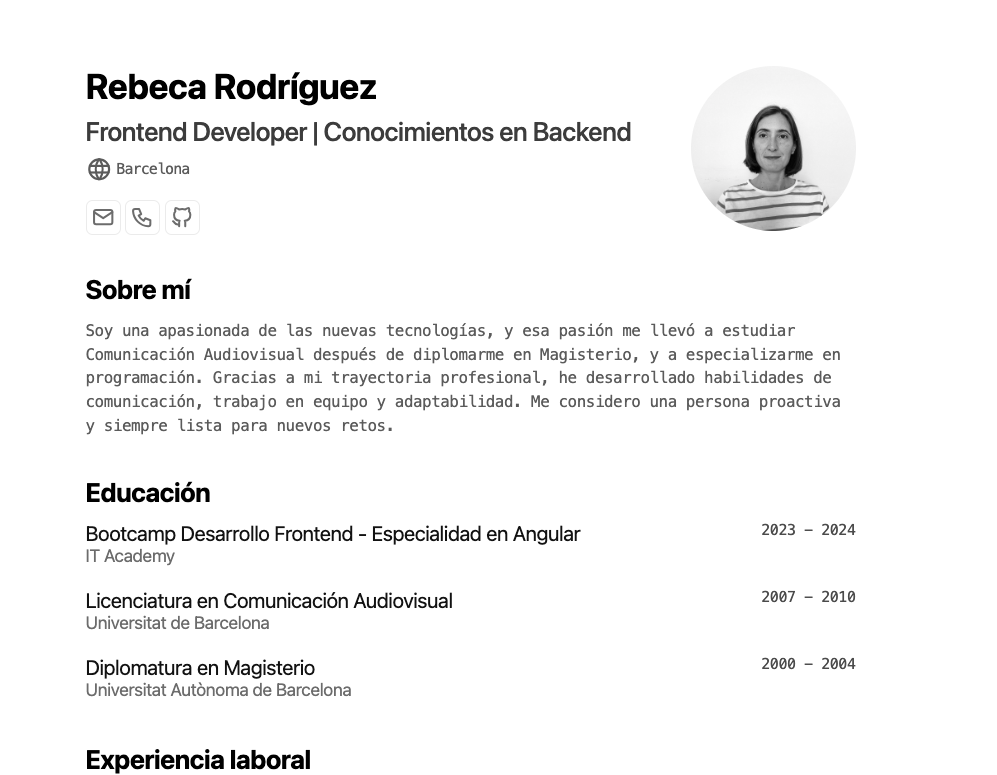 Rebeca Rodríguez
Frontend Developer | Conocimientos en Backend
Barcelona
Sobre mí
Soy una apasionada de las nuevas tecnologías, y esa pasión me llevó a estudiar
Comunicación Audiovisual después de diplomarme en Magisterio, y a especializarme en
programación. Gracias a mi trayectoria profesional, he desarrollado habilidades de
comunicación, trabajo en equipo y adaptabilidad. Me considero una persona proactiva
y siempre lista para nuevos retos.
Educación
Bootcamp Desarrollo Frontend - Especialidad en Angular 2023 – 2024
IT Academy
Licenciatura en Comunicación Audiovisual 2007 – 2010
Universitat de Barcelona
Diplomatura en Magisterio 2000 – 2004
Universitat Autònoma de Barcelona
Experiencia laboral